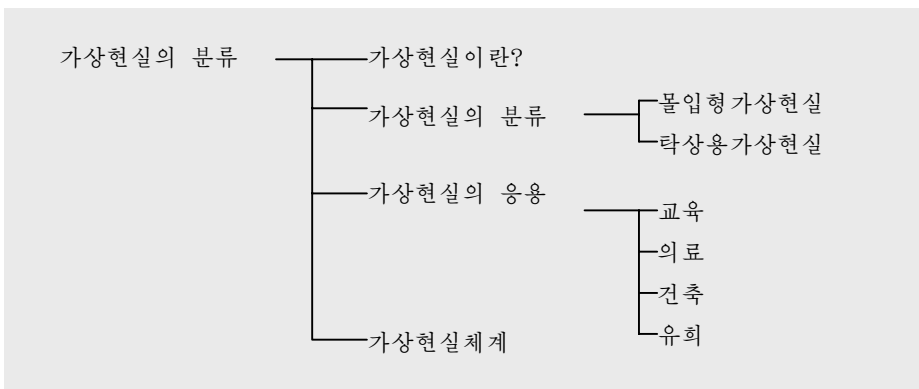 가상현실의 분류
가상현실이란?
가상현실의 분류
몰입형가상현실
탁상용가상현실
가상현실의 응용
교육
의료
건축
유희
가상현실체계